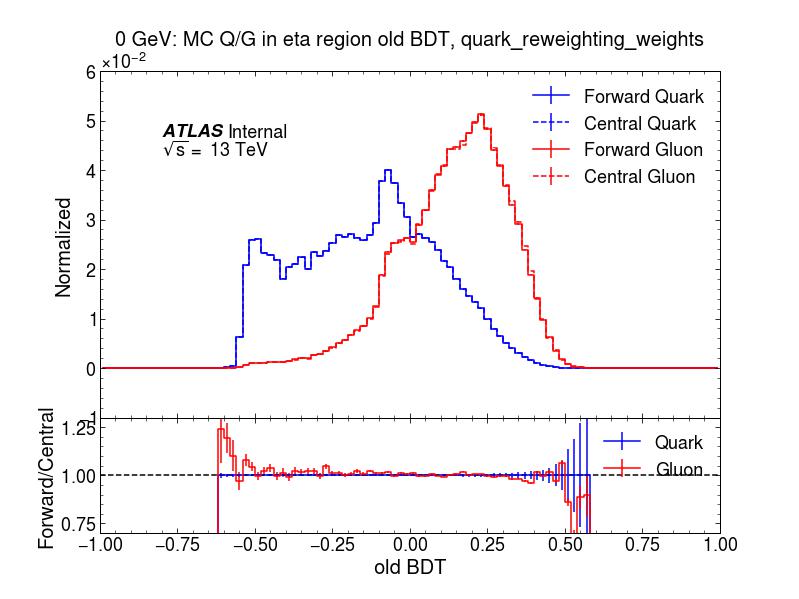 0 GeV: MC Q/G in eta region old BDT, quark_reweighting_weights
×10⁻²
6
5
4
3
2
1
0
−1
Normalized
ATLAS Internal
√s = 13 TeV
Forward Quark
Central Quark
Forward Gluon
Central Gluon
1.25
1.00
0.75
Forward/Central
Quark
Gluon
−1.00 −0.75 −0.50 −0.25 0.00 0.25 0.50 0.75 1.00
old BDT